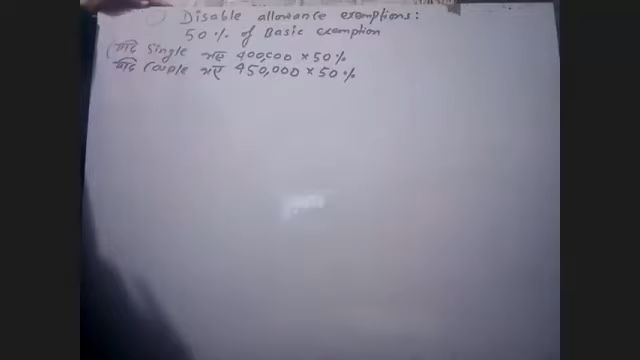 Disable allowance exemptions:
50% of Basic exemption
(यदि Single भए 400,000 × 50%
यदि Couple भए 450,000 × 50%